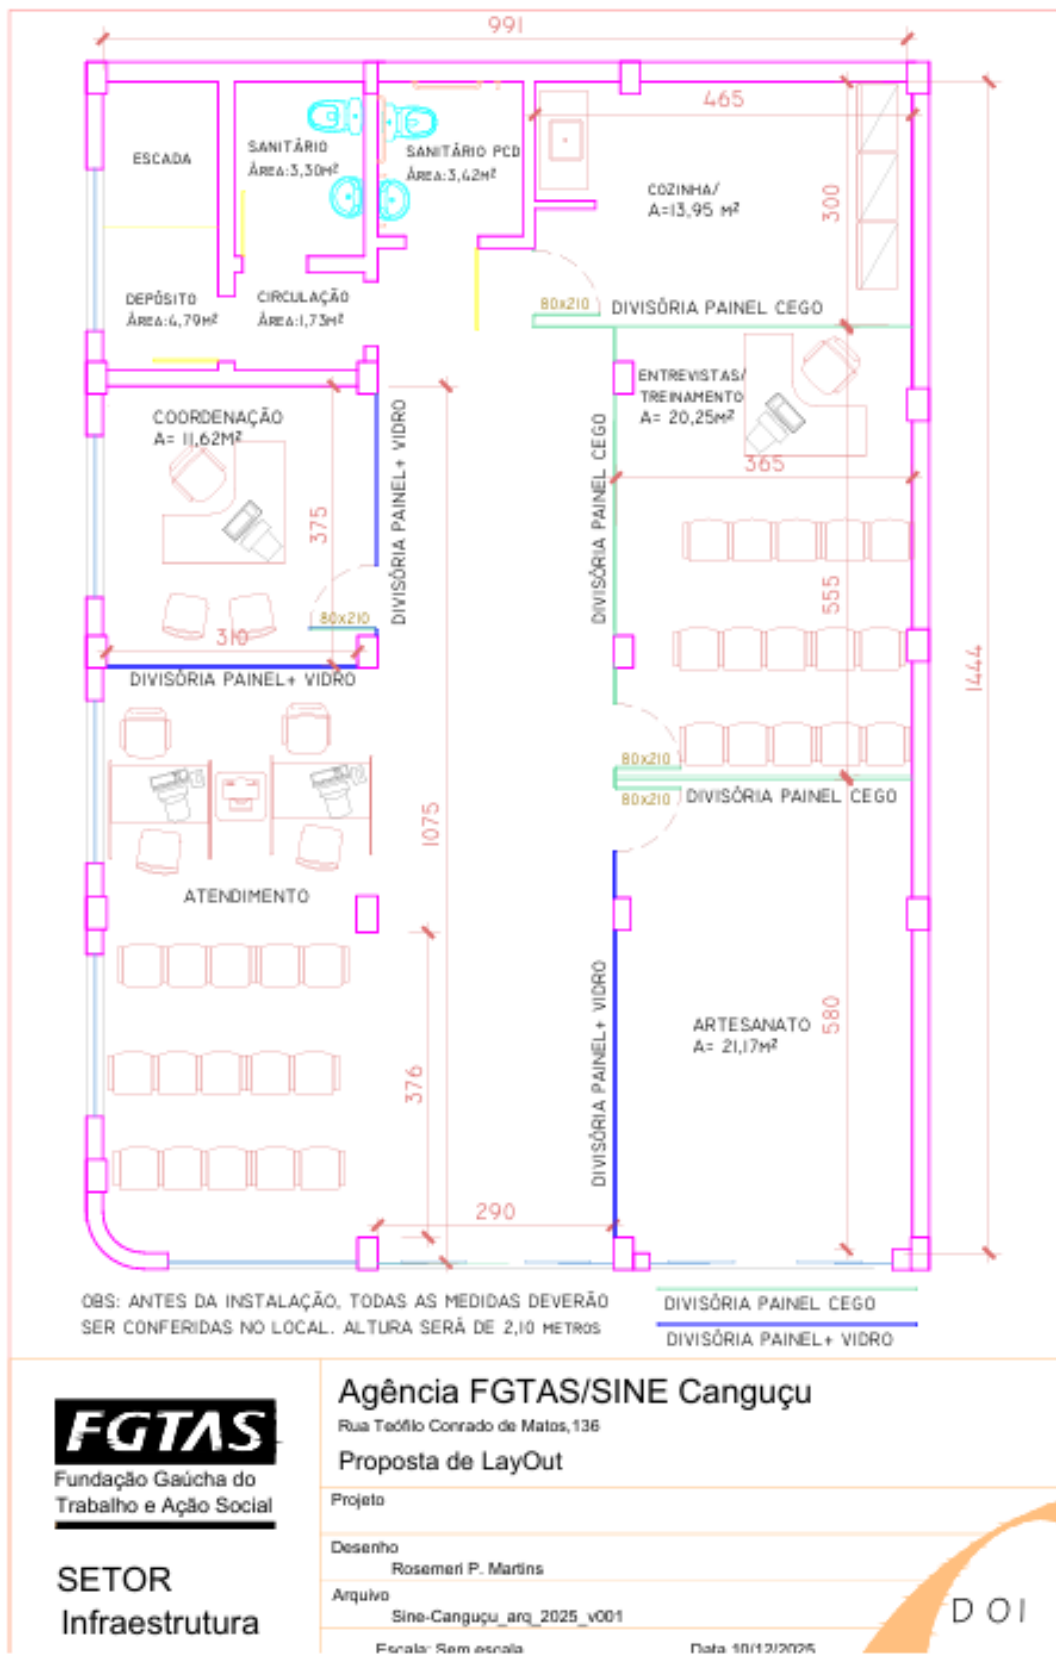 991
465
SANITÁRIO
ÁREA:3,30M²
SANITÁRIO PCD
ÁREA:3,42M²
ESCADA
COZINHA/
A=13,95 M²
300
DEPÓSITO
ÁREA:4,79M²
CIRCULAÇÃO
ÁREA:1,73M²
80X210
DIVISÓRIA PAINEL CEGO
ENTREVISTAS/
TREINAMENTO
A= 20,25M²
COORDENAÇÃO
A= 11,62M²
DIVISÓRIA PAINEL+ VIDRO
DIVISÓRIA PAINEL CEGO
365
375
555
80X210
310
1444
DIVISÓRIA PAINEL+ VIDRO
80X210
80X210
DIVISÓRIA PAINEL CEGO
1075
ATENDIMENTO
DIVISÓRIA PAINEL+ VIDRO
ARTESANATO
A= 21,17M²
580
376
290
OBS: ANTES DA INSTALAÇÃO, TODAS AS MEDIDAS DEVERÃO
SER CONFERIDAS NO LOCAL. ALTURA SERÁ DE 2,10 METROS
DIVISÓRIA PAINEL CEGO
DIVISÓRIA PAINEL+ VIDRO
FGTAS
Fundação Gaúcha do
Trabalho e Ação Social
SETOR
Infraestrutura
Agência FGTAS/SINE Canguçu
Rua Teófilo Conrado de Matos,136
Proposta de LayOut
Projeto
Desenho
Rosemeri P. Martins
Arquivo
Sine-Canguçu_arq_2025_v001
Escala: Sem escala
Data 10/12/2025
DOI